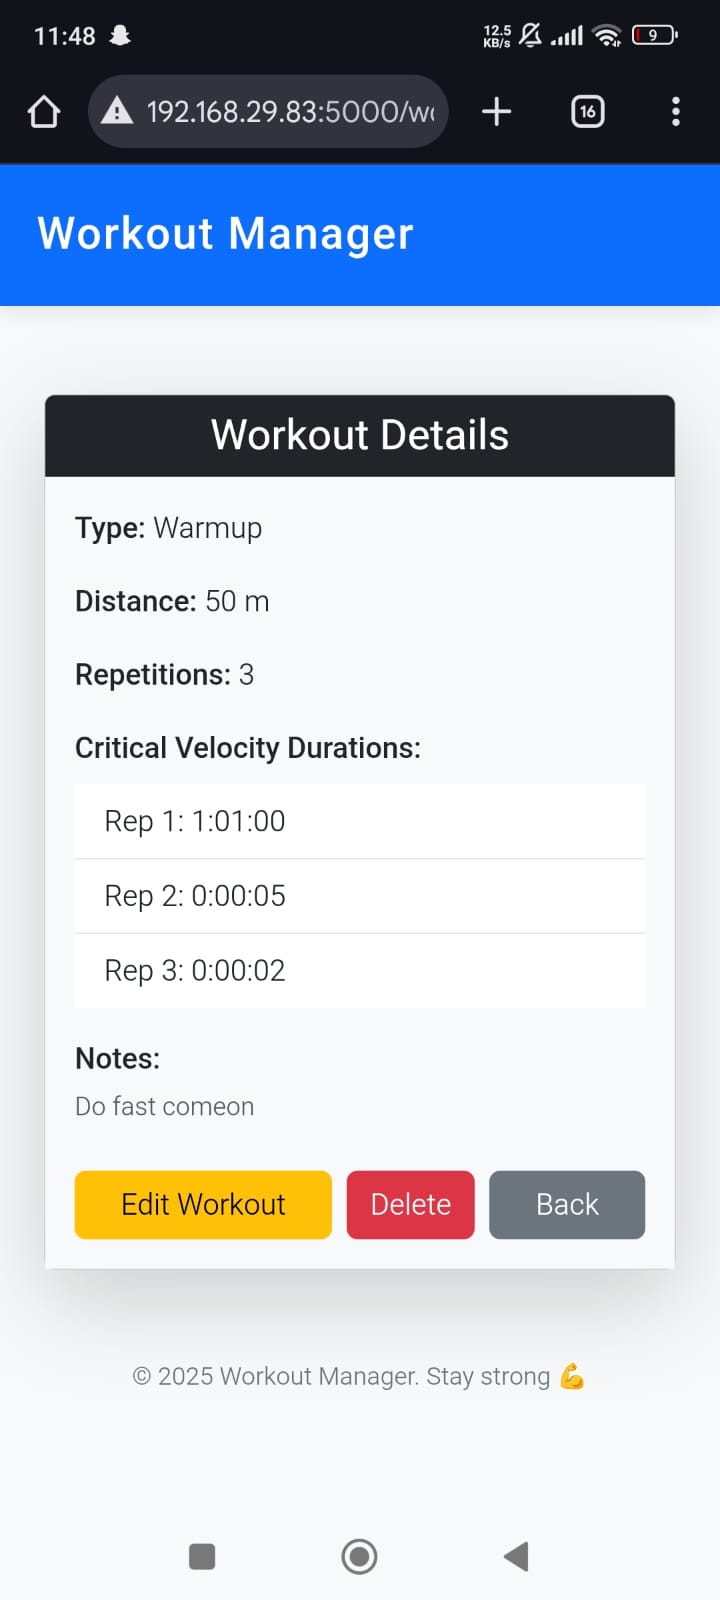 11:48
12.5
KB/s
9
192.168.29.83:5000/wo
16
Workout Manager
Workout Details
Type: Warmup
Distance: 50 m
Repetitions: 3
Critical Velocity Durations:
Rep 1: 1:01:00
Rep 2: 0:00:05
Rep 3: 0:00:02
Notes:
Do fast comeon
Edit Workout Delete Back
© 2025 Workout Manager. Stay strong 💪